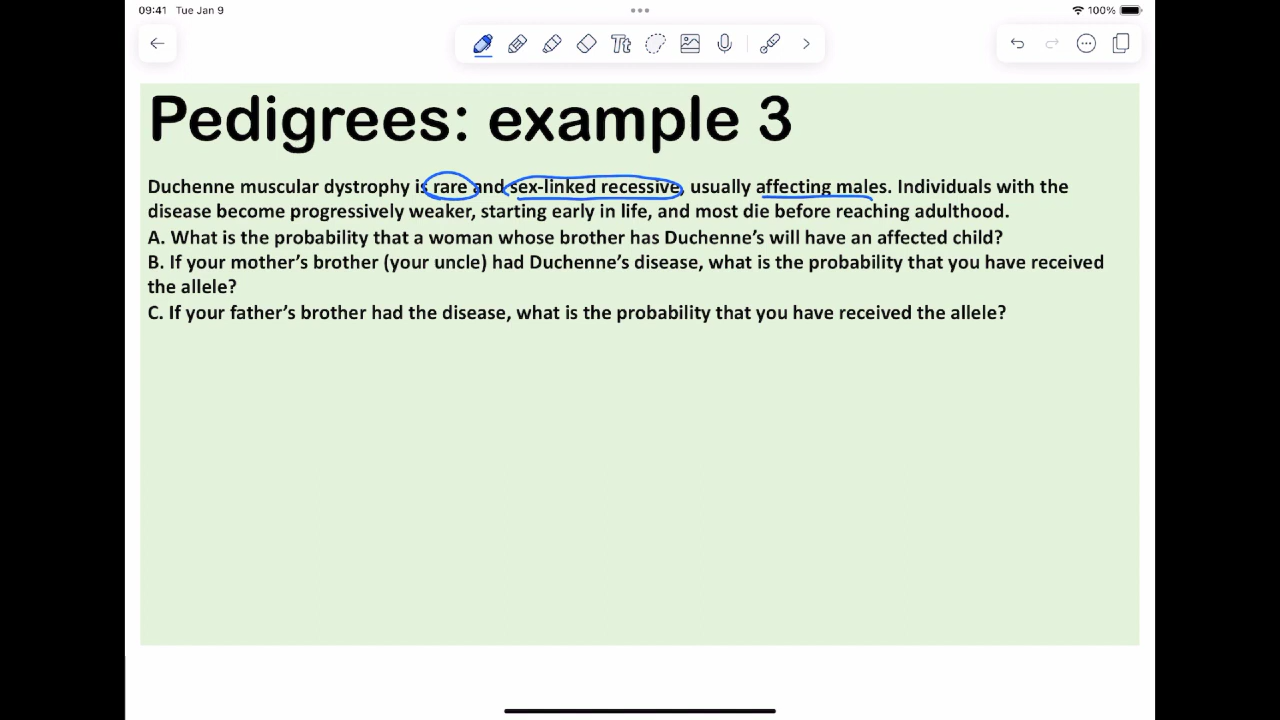 09:41 Tue Jan 9
100%
Tt
Pedigrees: example 3
Duchenne muscular dystrophy is rare and sex-linked recessive, usually affecting males. Individuals with the
disease become progressively weaker, starting early in life, and most die before reaching adulthood.
A. What is the probability that a woman whose brother has Duchenne's will have an affected child?
B. If your mother's brother (your uncle) had Duchenne's disease, what is the probability that you have received
the allele?
C. If your father's brother had the disease, what is the probability that you have received the allele?